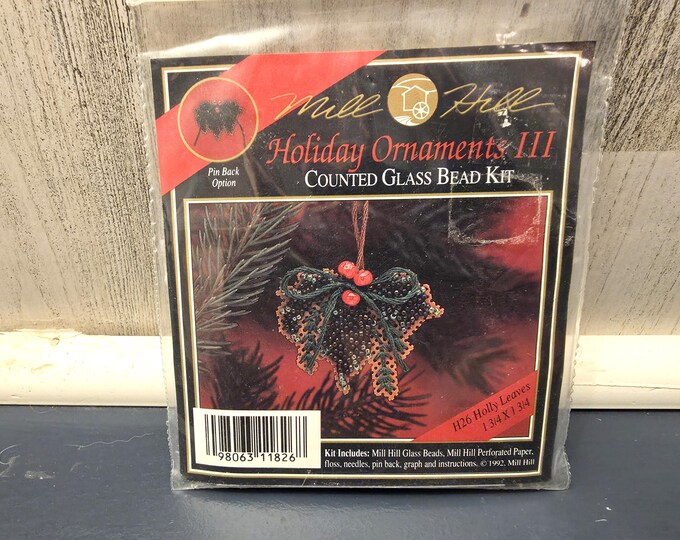 Mill Hill
Holiday Ornaments III
COUNTED GLASS BEAD KIT
Pin Back
Option
H26 Holly Leaves
1 3/4 X 1 3/4
98063 11826
Kit Includes: Mill Hill Glass Beads, Mill Hill Perforated Paper,
floss, needles, pin back, graph and instructions. © 1992, Mill Hill